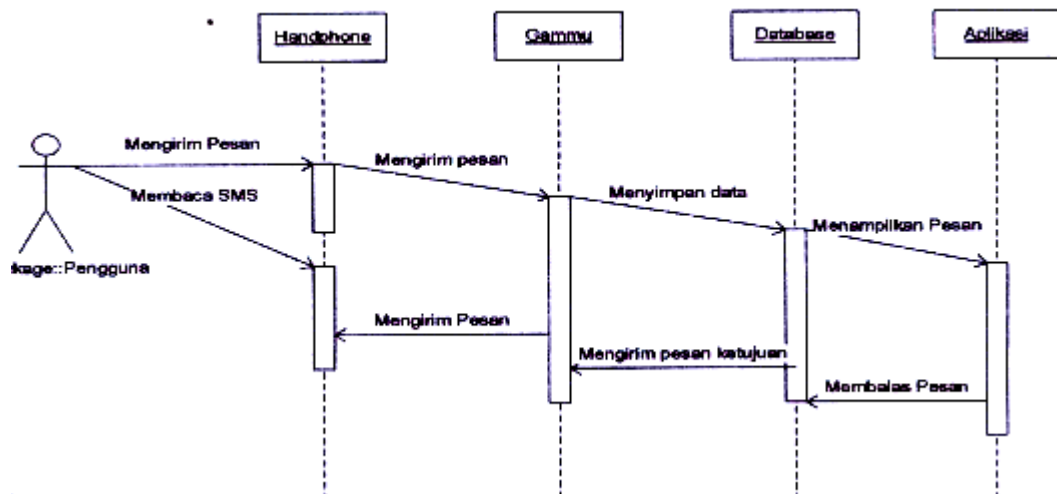 Handphone
Gammu
Database
Aplikasi
Mengirim Pesan
Mengirim pesan
Membaca SMS
Menyimpan data
Menampilkan Pesan
kage::Pengguna
Mengirim Pesan
Mengirim pesan ketujuan
Membalas Pesan